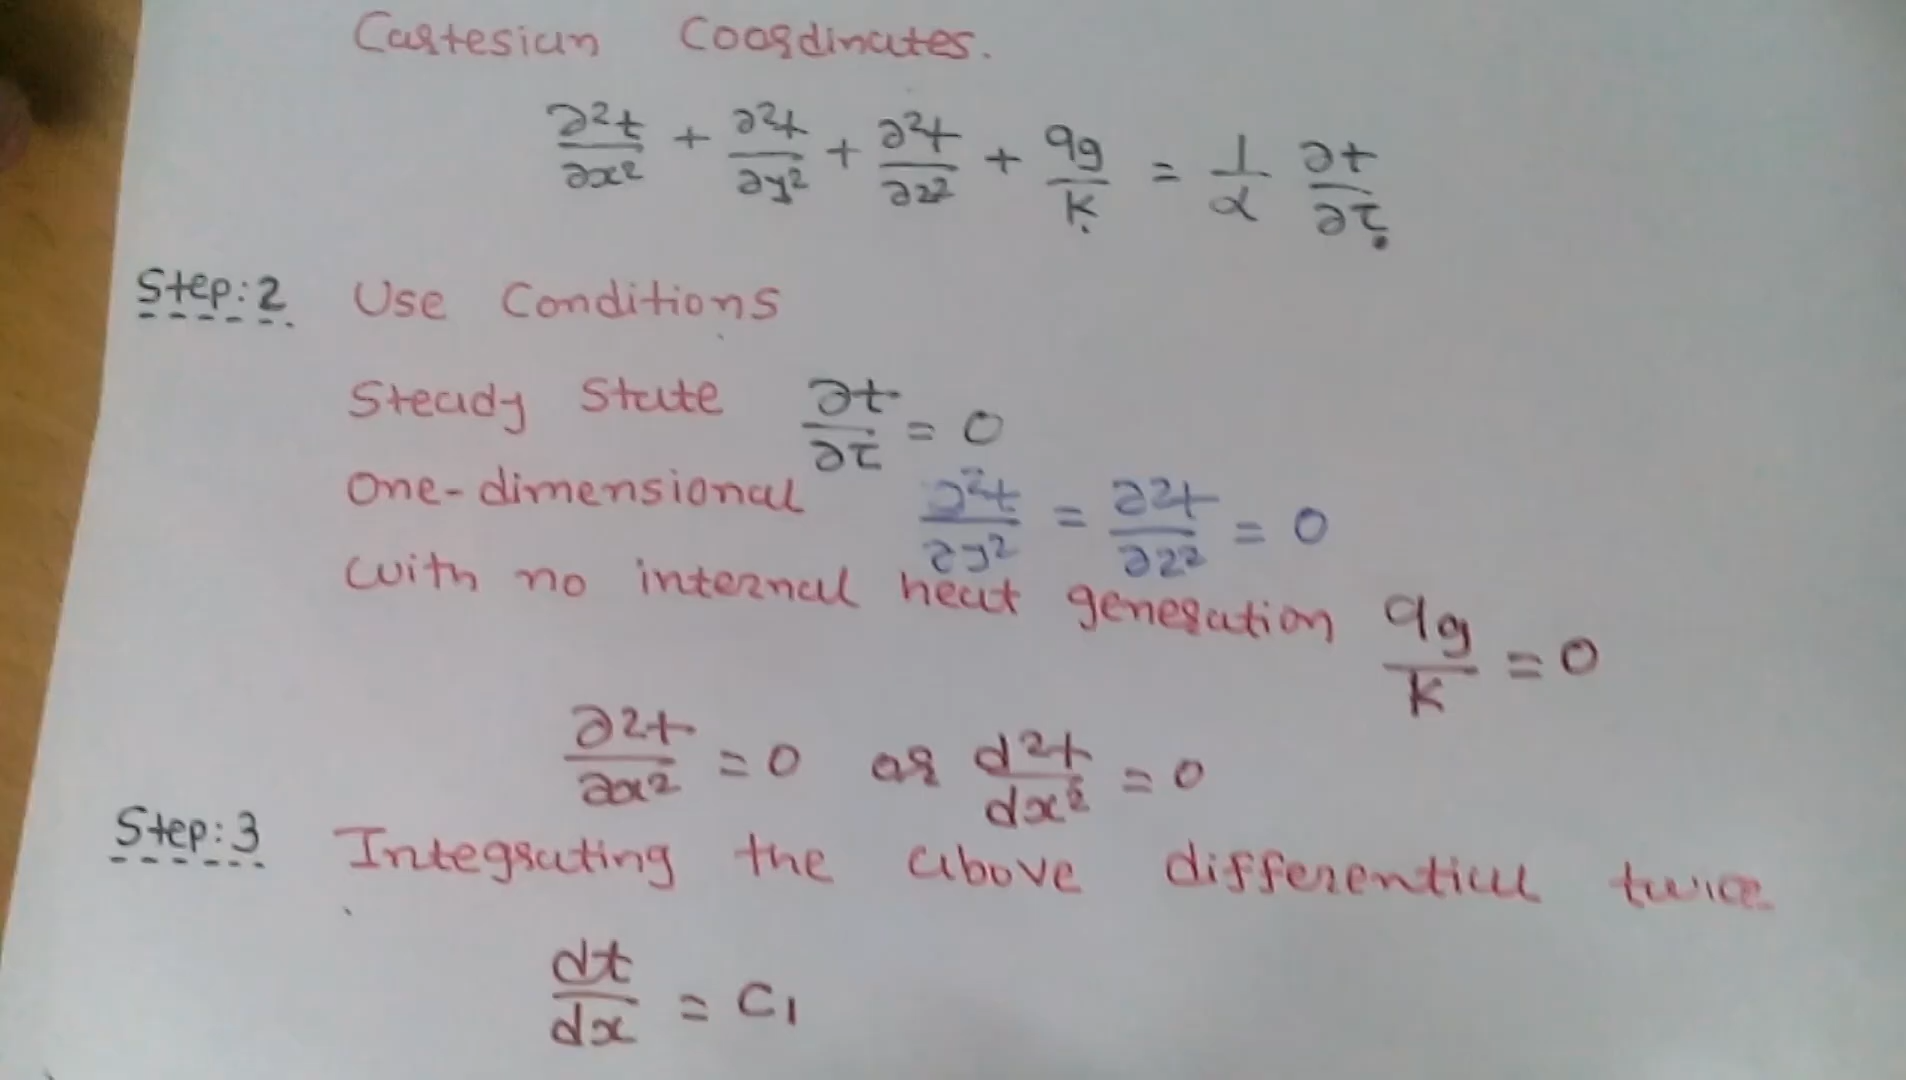 Cartesian Coordinates.
∂²t/∂x² + ∂²t/∂y² + ∂²t/∂z² + qg/k = 1/α ∂t/∂τ
Step:2 Use Conditions
Steady State ∂t/∂τ = 0
One-dimensional ∂²t/∂y² = ∂²t/∂z² = 0
with no internal heat generation qg/k = 0
∂²t/∂x² = 0 or d²t/dx² = 0
Step:3 Integrating the above differential twice
dt/dx = C₁